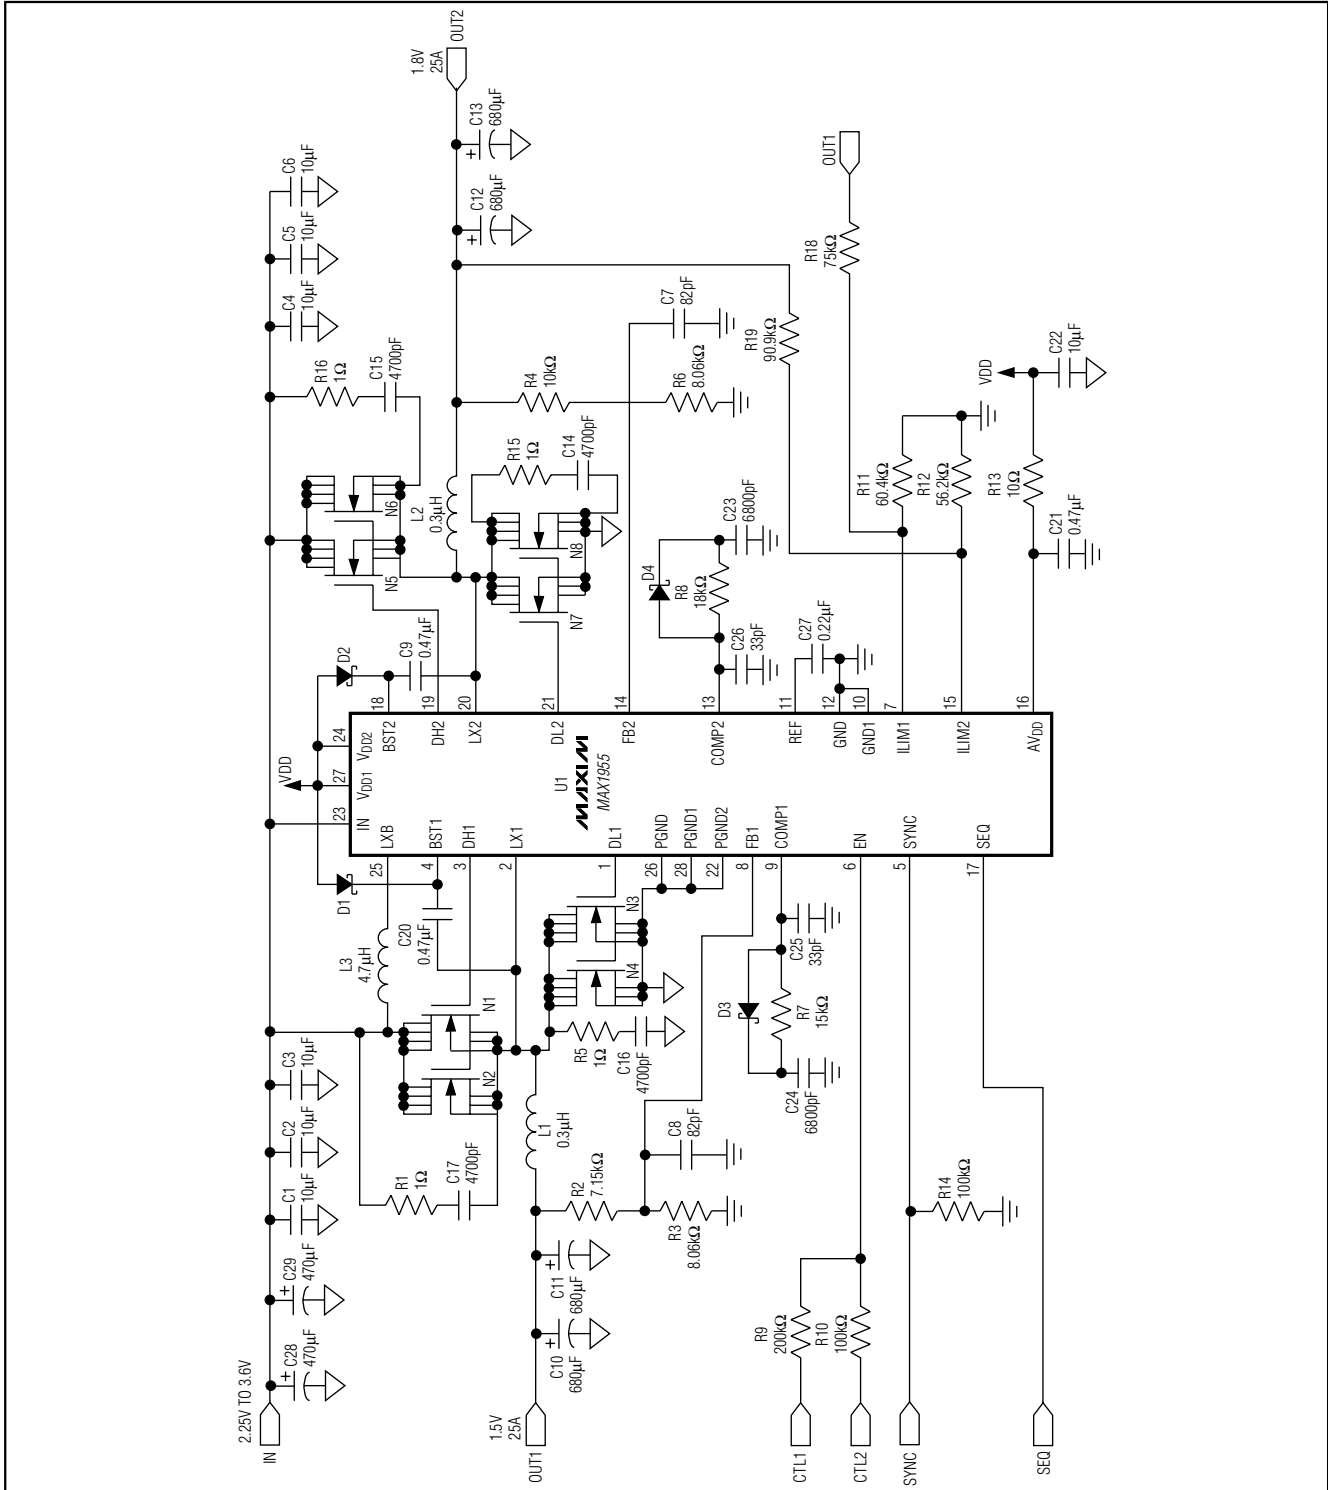 2.25V TO 3.6V
IN
C28
470µF
+
C29
470µF
+
C1
10µF
C2
10µF
C3
10µF
C4
10µF
C5
10µF
C6
10µF
R1
1Ω
C17
4700pF
N2
N1
L3
4.7µH
C20
0.47µF
D1
VDD
D2
C9
0.47µF
N5
N6
R16
1Ω
C15
4700pF
L2
0.3µH
R15
1Ω
C14
4700pF
N7
N8
1.8V
25A
OUT2
C12
680µF
+
C13
680µF
+
R4
10kΩ
R6
8.06kΩ
C7
82pF
R19
90.9kΩ
R18
75kΩ
OUT1
1.5V
25A
OUT1
C10
680µF
+
C11
680µF
+
L1
0.3µH
R2
7.15kΩ
R3
8.06kΩ
C8
82pF
R5
1Ω
C16
4700pF
N4
N3
D3
R7
15kΩ
C24
6800pF
C25
33pF
D4
R8
18kΩ
C23
6800pF
C26
33pF
C27
0.22µF
R11
60.4kΩ
R12
56.2kΩ
R13
10Ω
C21
0.47µF
VDD
C22
10µF
R9
200kΩ
R10
100kΩ
R14
100kΩ
CTL1
CTL2
SYNC
SEQ
U1
MAXIM
MAX1955
23
IN
27
VDD1
24
VDD2
25
LXB
4
BST1
3
DH1
2
LX1
1
DL1
26
PGND
28
PGND1
22
PGND2
8
FB1
9
COMP1
6
EN
5
SYNC
17
SEQ
18
BST2
19
DH2
20
LX2
21
DL2
14
FB2
13
COMP2
11
REF
12
GND
10
GND1
7
ILIM1
15
ILIM2
16
AVDD